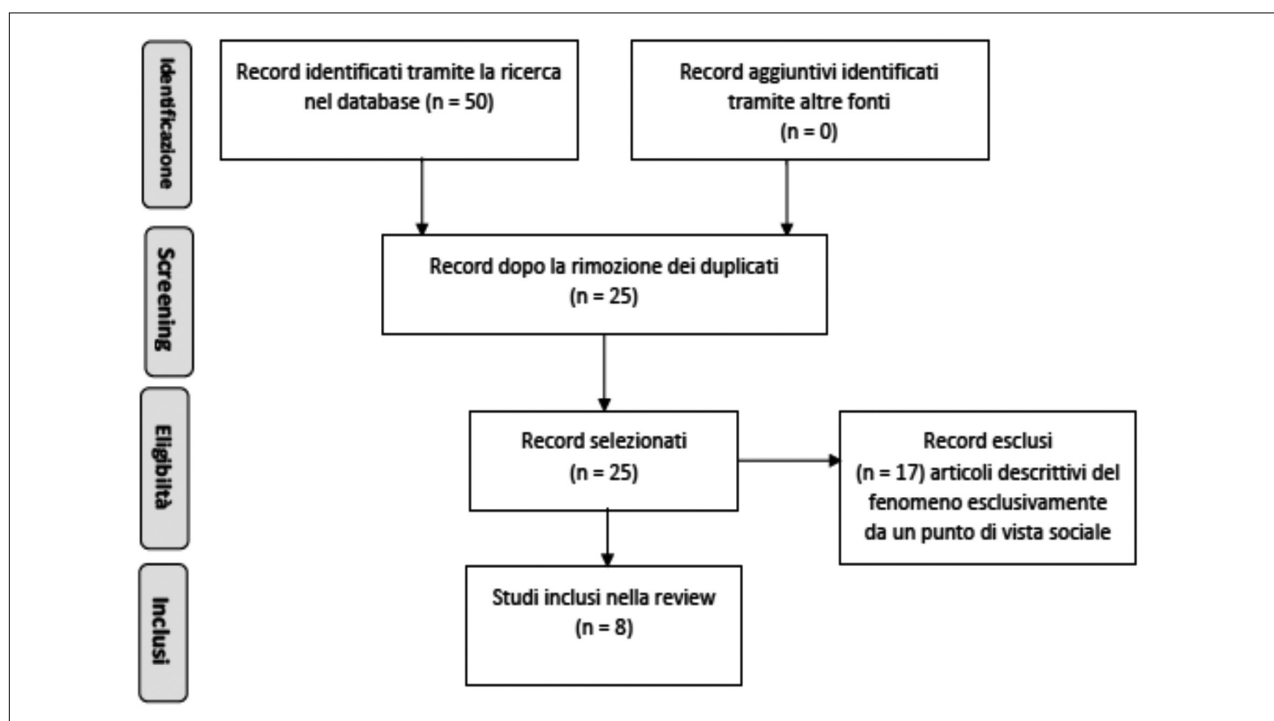 Identificazione
Record identificati tramite la ricerca
nel database (n = 50)
Record aggiuntivi identificati
tramite altre fonti
(n = 0)
Screening
Record dopo la rimozione dei duplicati
(n = 25)
Eligibiltà
Record selezionati
(n = 25)
Record esclusi
(n = 17) articoli descrittivi del
fenomeno esclusivamente
da un punto di vista sociale
Inclusi
Studi inclusi nella review
(n = 8)